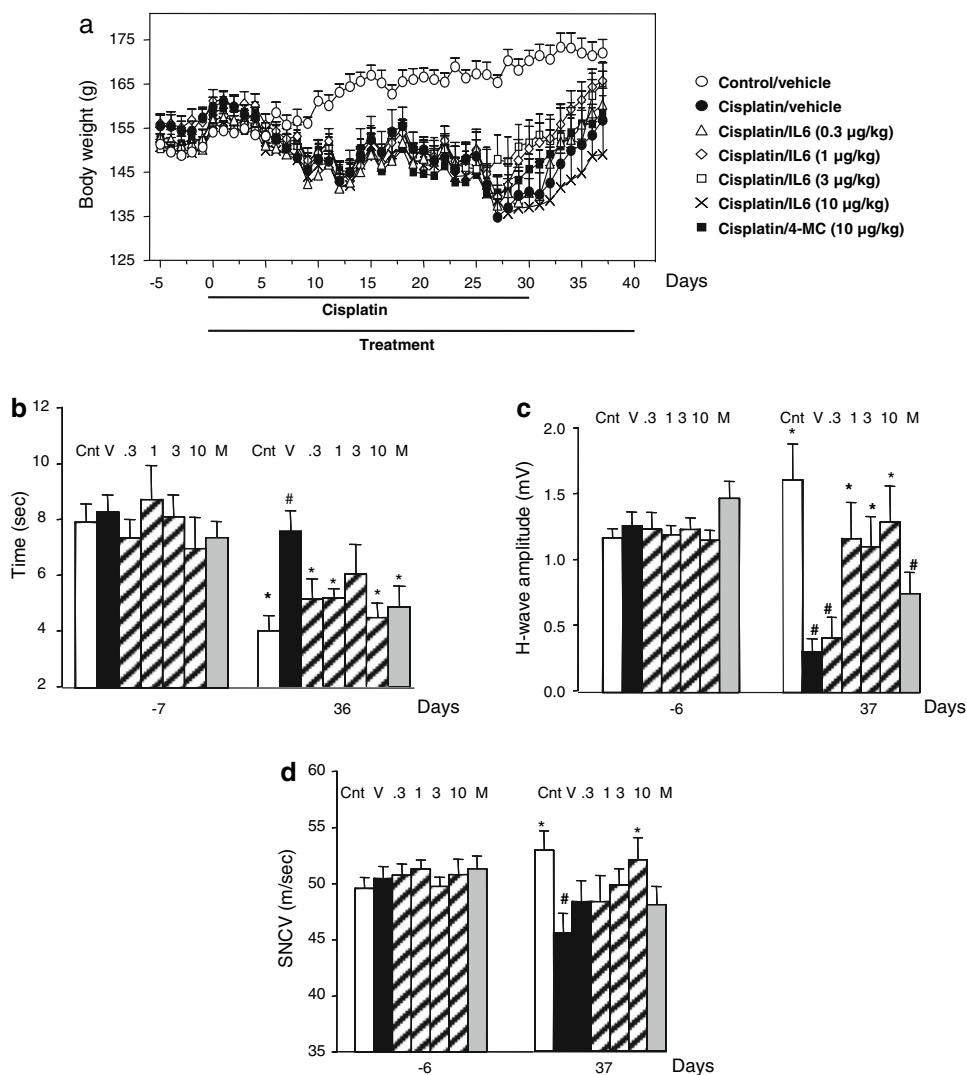 a
175
165
155
145
135
125
Body weight (g)
-5 0 5 10 15 20 25 30 35 40 Days
Cisplatin
Treatment
Control/vehicle
Cisplatin/vehicle
Cisplatin/IL6 (0.3 µg/kg)
Cisplatin/IL6 (1 µg/kg)
Cisplatin/IL6 (3 µg/kg)
Cisplatin/IL6 (10 µg/kg)
Cisplatin/4-MC (10 µg/kg)
b
12
10
8
6
4
2
Time (sec)
Cnt V .3 1 3 10 M
Cnt V .3 1 3 10 M
* # * * * *
-7 36 Days
c
2.0
1.5
1.0
0.5
0.0
H-wave amplitude (mV)
Cnt V .3 1 3 10 M
Cnt V .3 1 3 10 M
* # # * * * #
-6 37 Days
d
60
55
50
45
40
35
SNCV (m/sec)
Cnt V .3 1 3 10 M
Cnt V .3 1 3 10 M
* # *
-6 37 Days